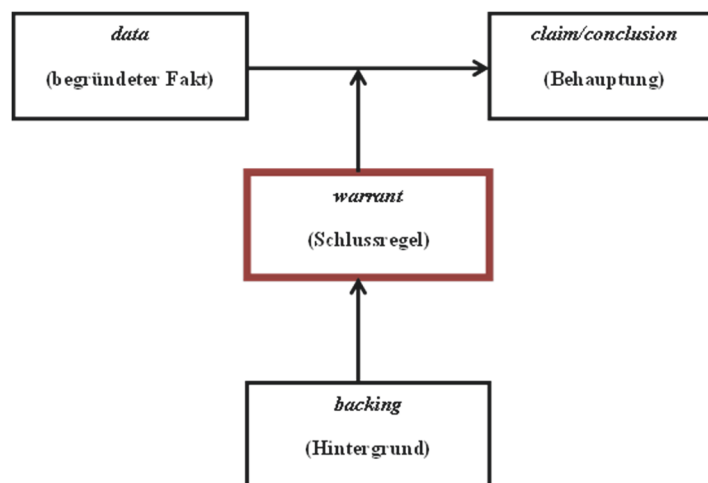 data
(begründeter Fakt)
claim/conclusion
(Behauptung)
warrant
(Schlussregel)
backing
(Hintergrund)